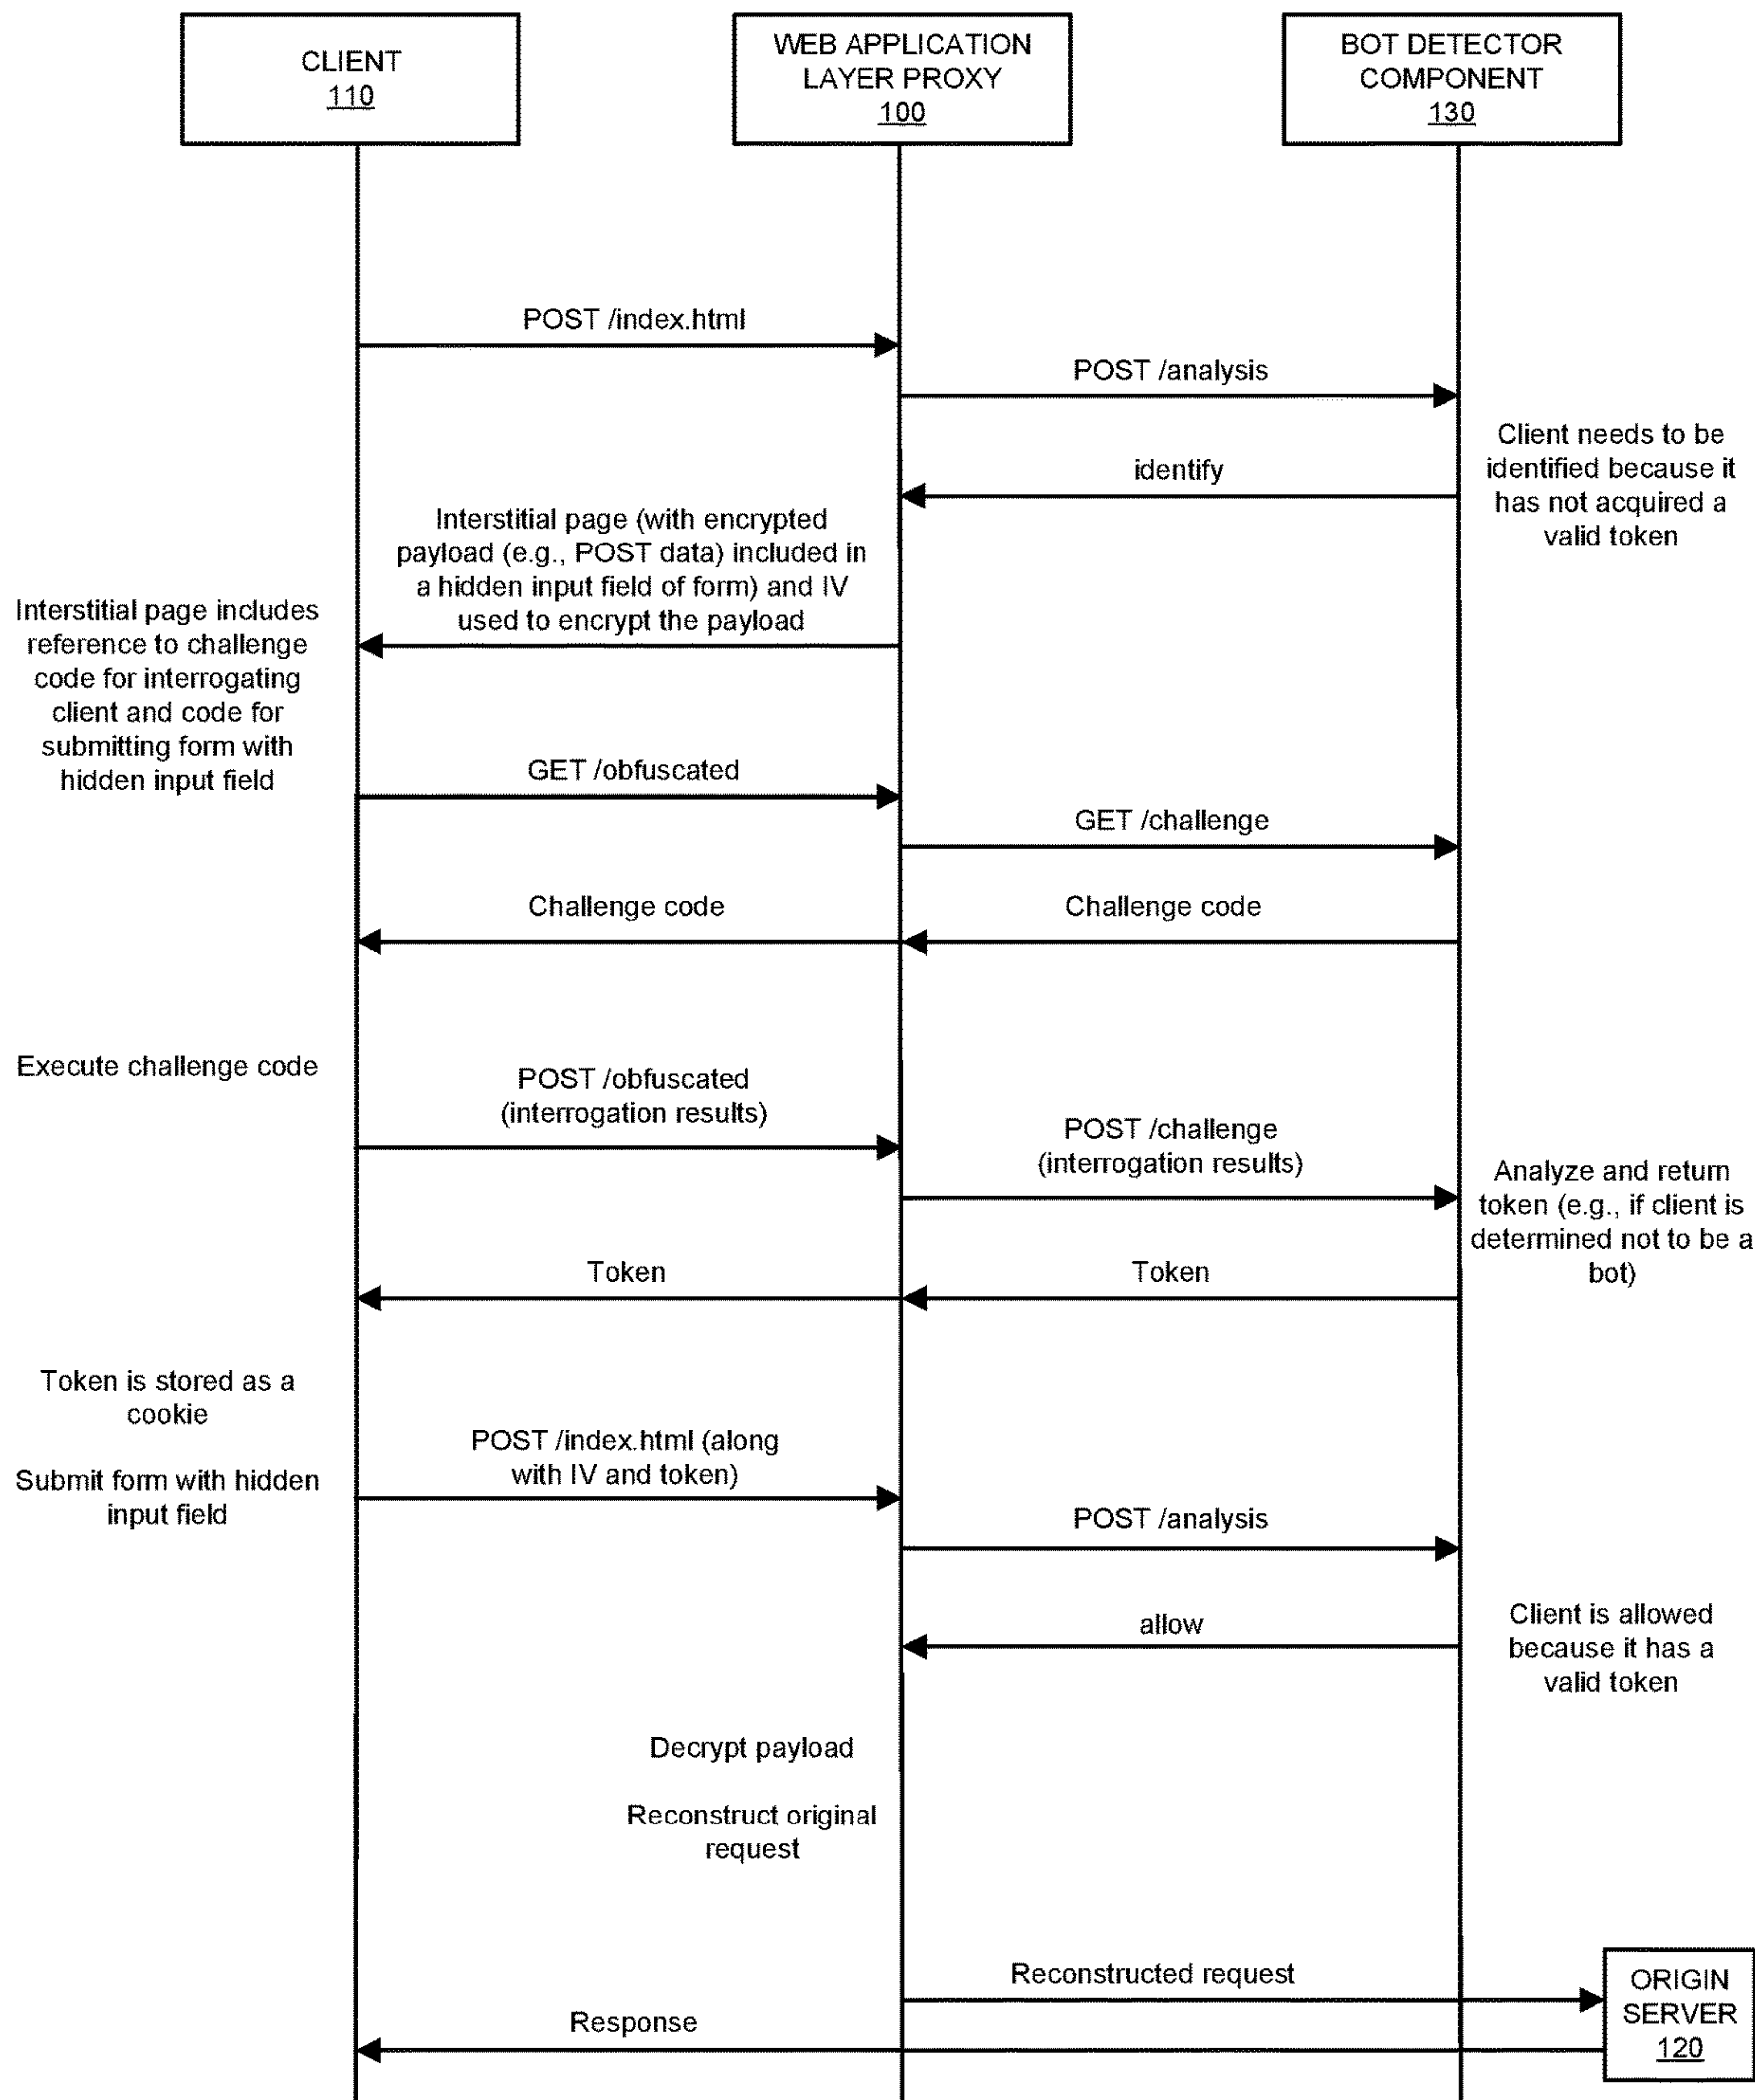 CLIENT
110
WEB APPLICATION
LAYER PROXY
100
BOT DETECTOR
COMPONENT
130
POST /index.html
POST /analysis
Client needs to be
identified because it
has not acquired a
valid token
identify
Interstitial page (with encrypted
payload (e.g., POST data) included in
a hidden input field of form) and IV
used to encrypt the payload
Interstitial page includes
reference to challenge
code for interrogating
client and code for
submitting form with
hidden input field
GET /obfuscated
GET /challenge
Challenge code
Challenge code
Execute challenge code
POST /obfuscated
(interrogation results)
POST /challenge
(interrogation results)
Analyze and return
token (e.g., if client is
determined not to be a
bot)
Token
Token
Token is stored as a
cookie
Submit form with hidden
input field
POST /index.html (along
with IV and token)
POST /analysis
allow
Client is allowed
because it has a
valid token
Decrypt payload
Reconstruct original
request
Reconstructed request
ORIGIN
SERVER
120
Response